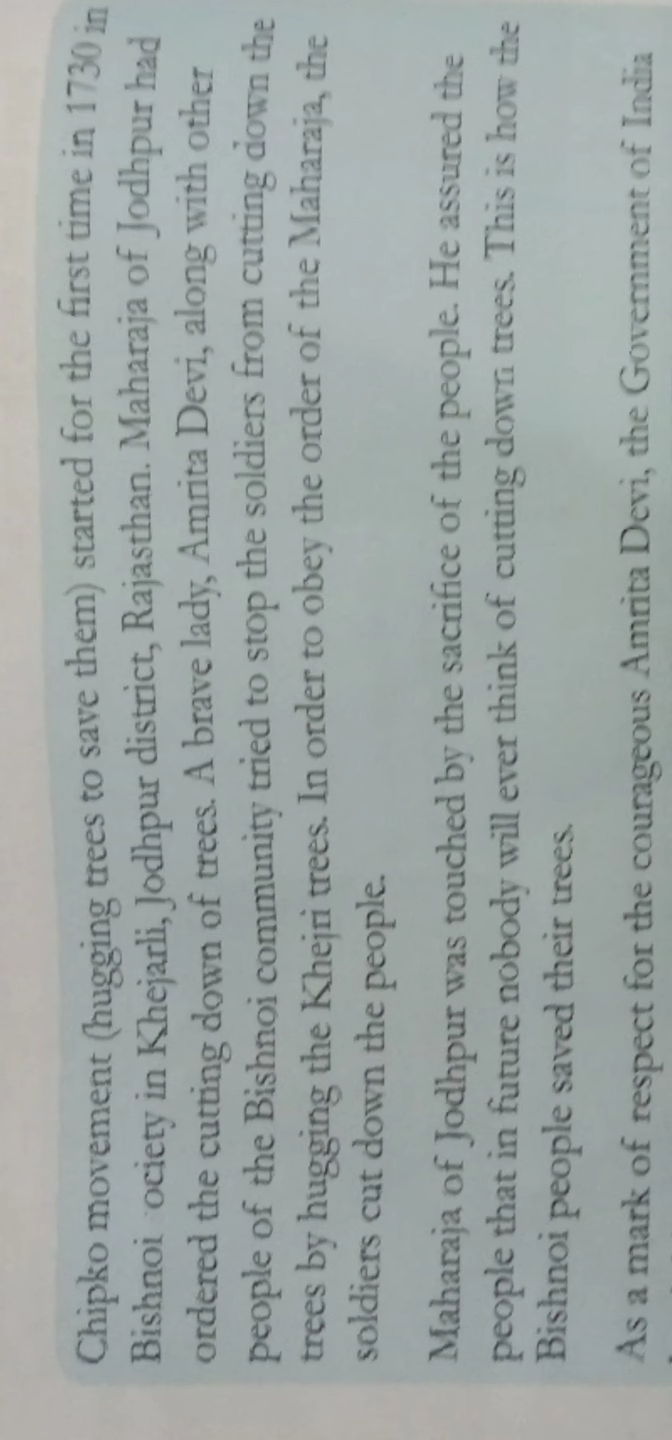 Chipko movement (hugging trees to save them) started for the first time in 1730 in
Bishnoi ociety in Khejarli, Jodhpur district, Rajasthan. Maharaja of Jodhpur had
ordered the cutting down of trees. A brave lady, Amrita Devi, along with other
people of the Bishnoi community tried to stop the soldiers from cutting down the
trees by hugging the Khejri trees. In order to obey the order of the Maharaja, the
soldiers cut down the people.
Maharaja of Jodhpur was touched by the sacrifice of the people. He assured the
people that in future nobody will ever think of cutting down trees. This is how the
Bishnoi people saved their trees.
As a mark of respect for the courageous Amrita Devi, the Government of India